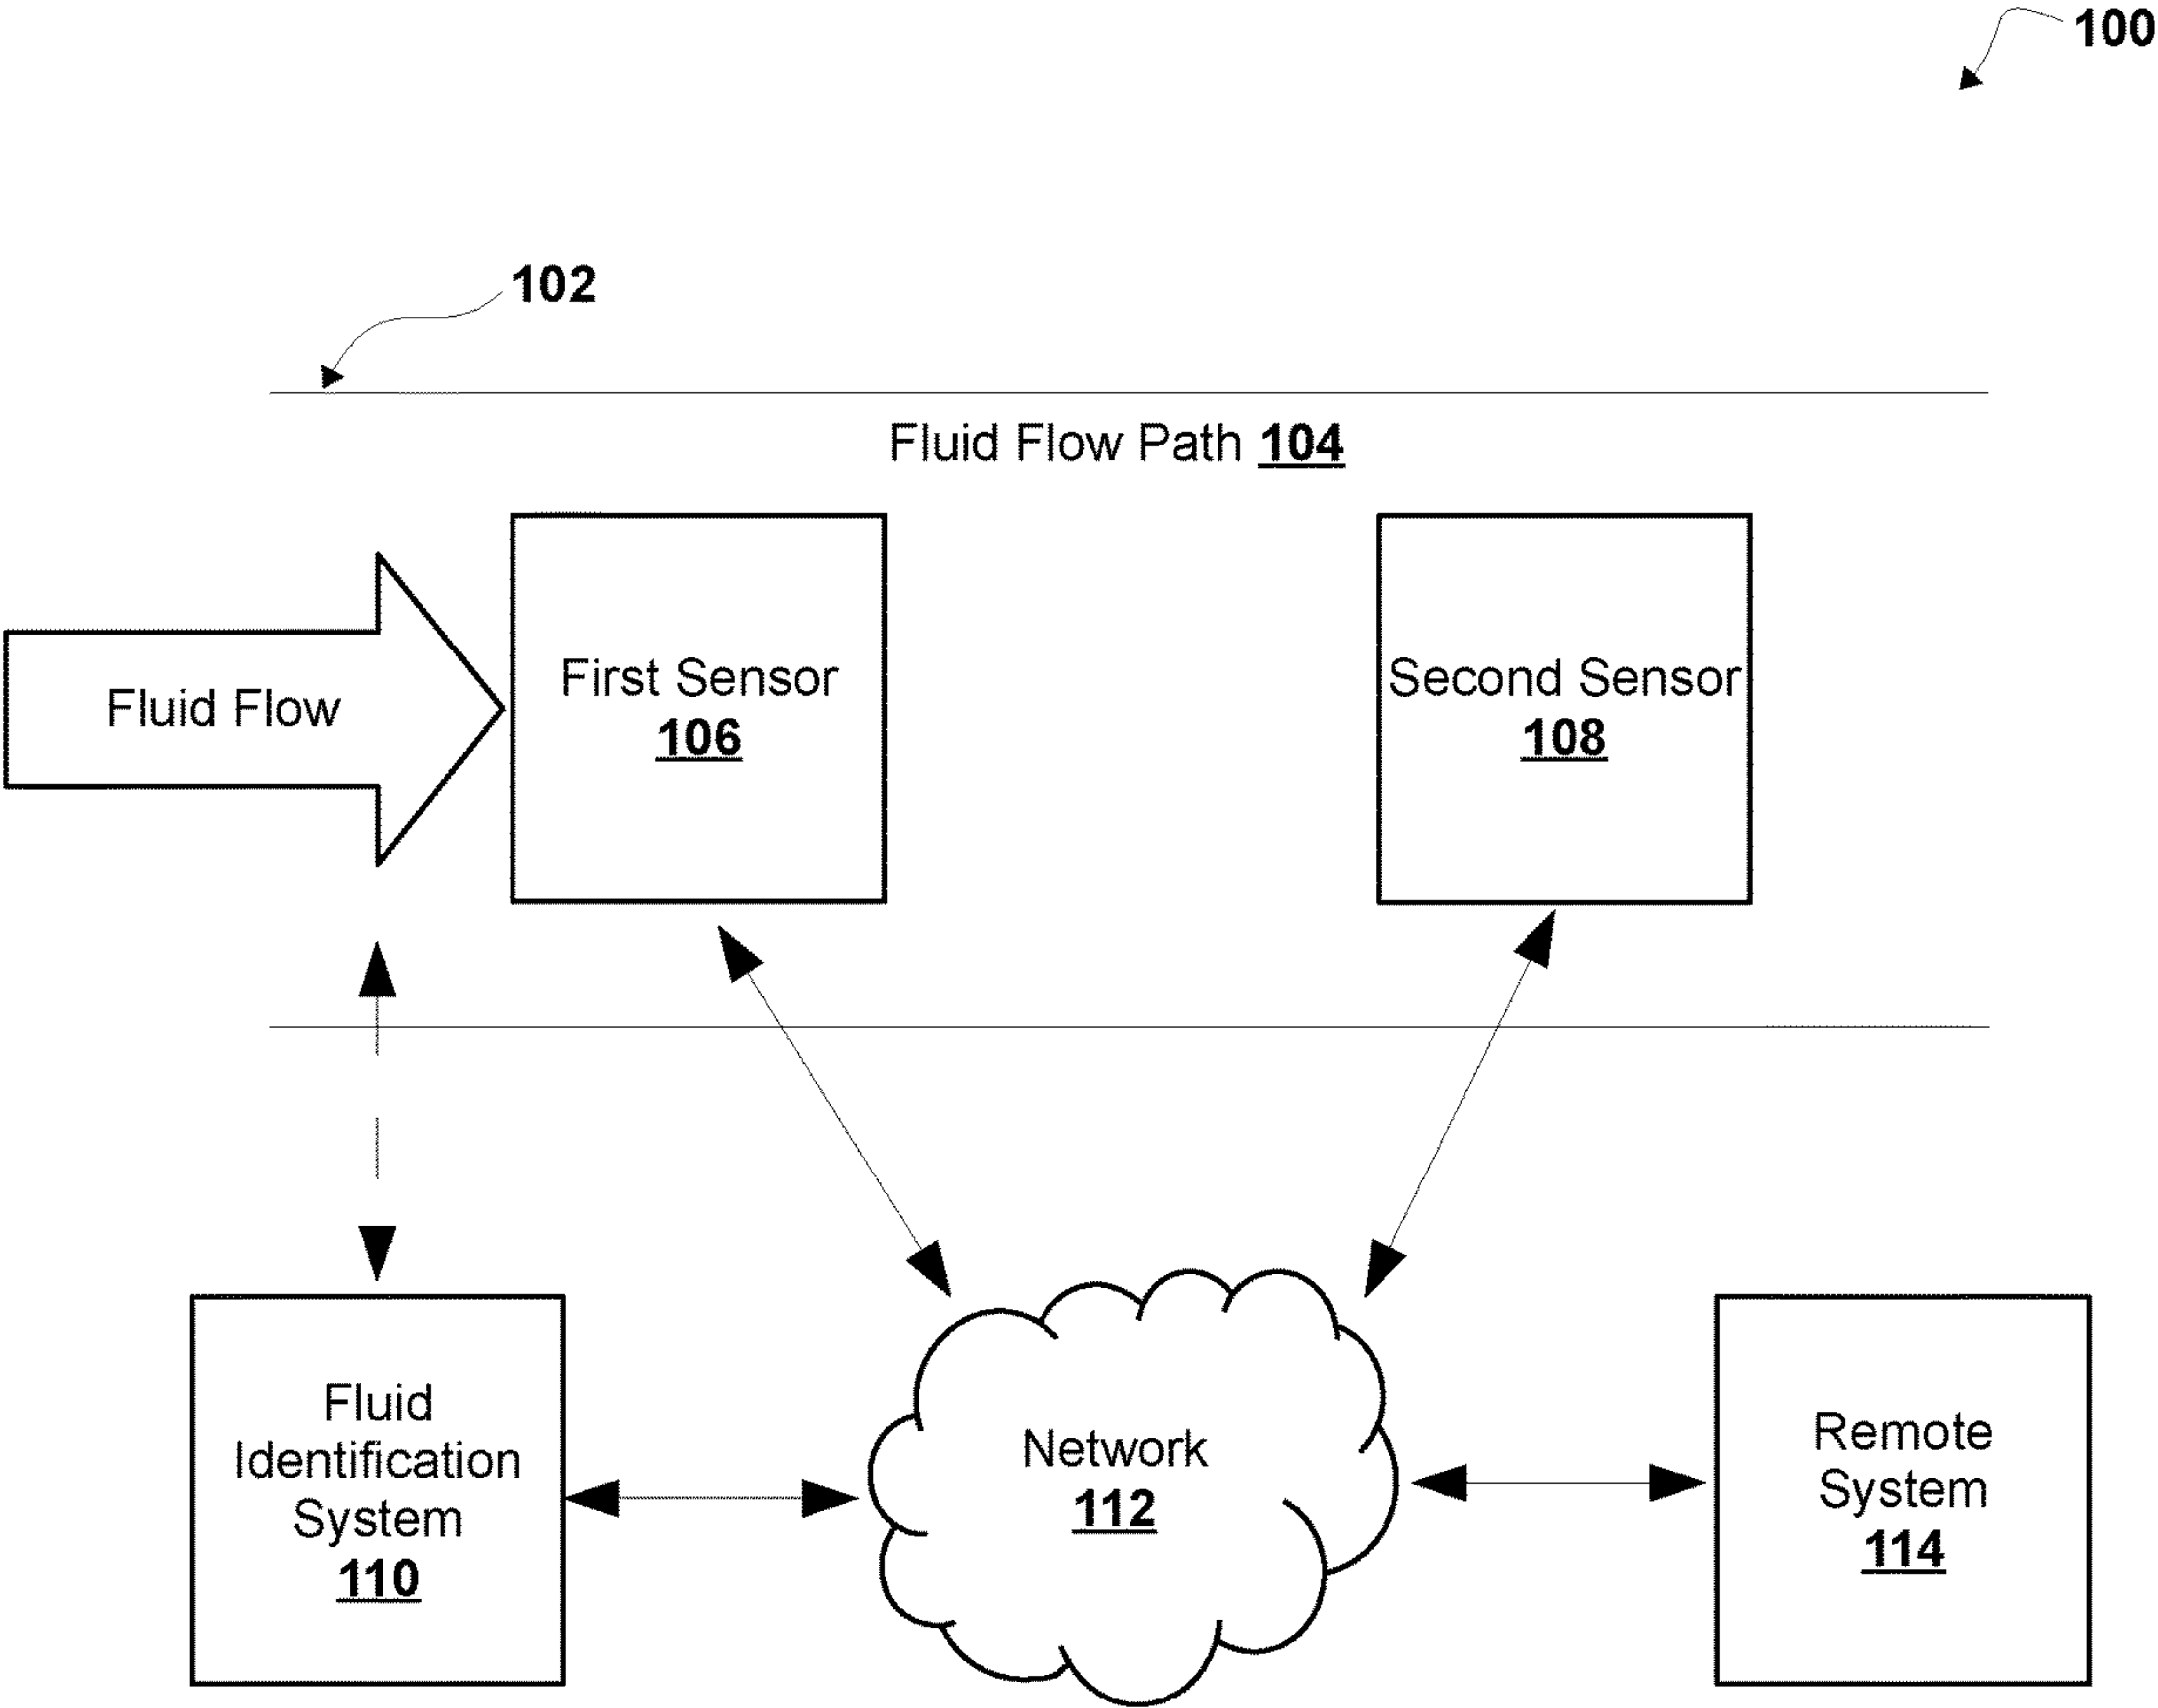 100
102
Fluid Flow Path 104
Fluid Flow
First Sensor
106
Second Sensor
108
Fluid
Identification
System
110
Network
112
Remote
System
114